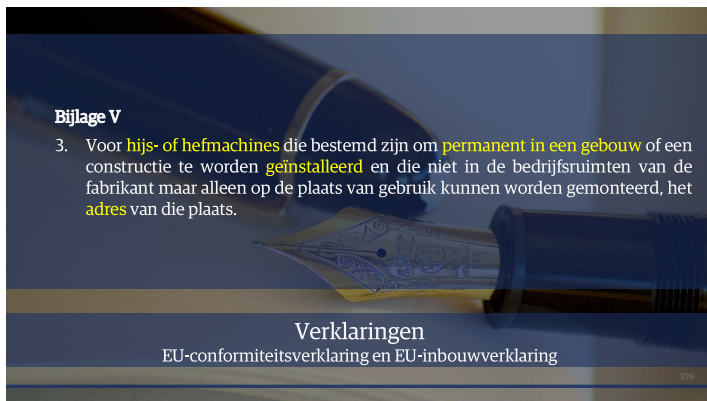 Bijlage V
3. Voor hijs- of hefmachines die bestemd zijn om permanent in een gebouw of een
constructie te worden geïnstalleerd en die niet in de bedrijfsruimten van de
fabrikant maar alleen op de plaats van gebruik kunnen worden gemonteerd, het
adres van die plaats.
Verklaringen
EU-conformiteitsverklaring en EU-inbouwverklaring
109